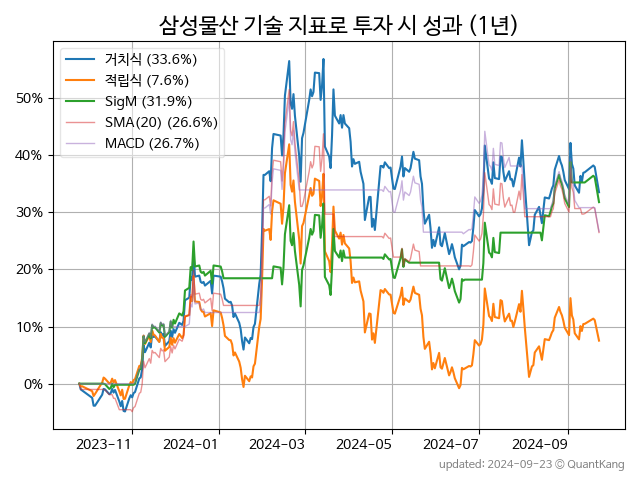 삼성물산 기술 지표로 투자 시 성과 (1년)
거치식 (33.6%)
적립식 (7.6%)
SigM (31.9%)
SMA(20) (26.6%)
MACD (26.7%)
50%
40%
30%
20%
10%
0%
2023-11 2024-01 2024-03 2024-05 2024-07 2024-09
updated: 2024-09-23 © QuantKang